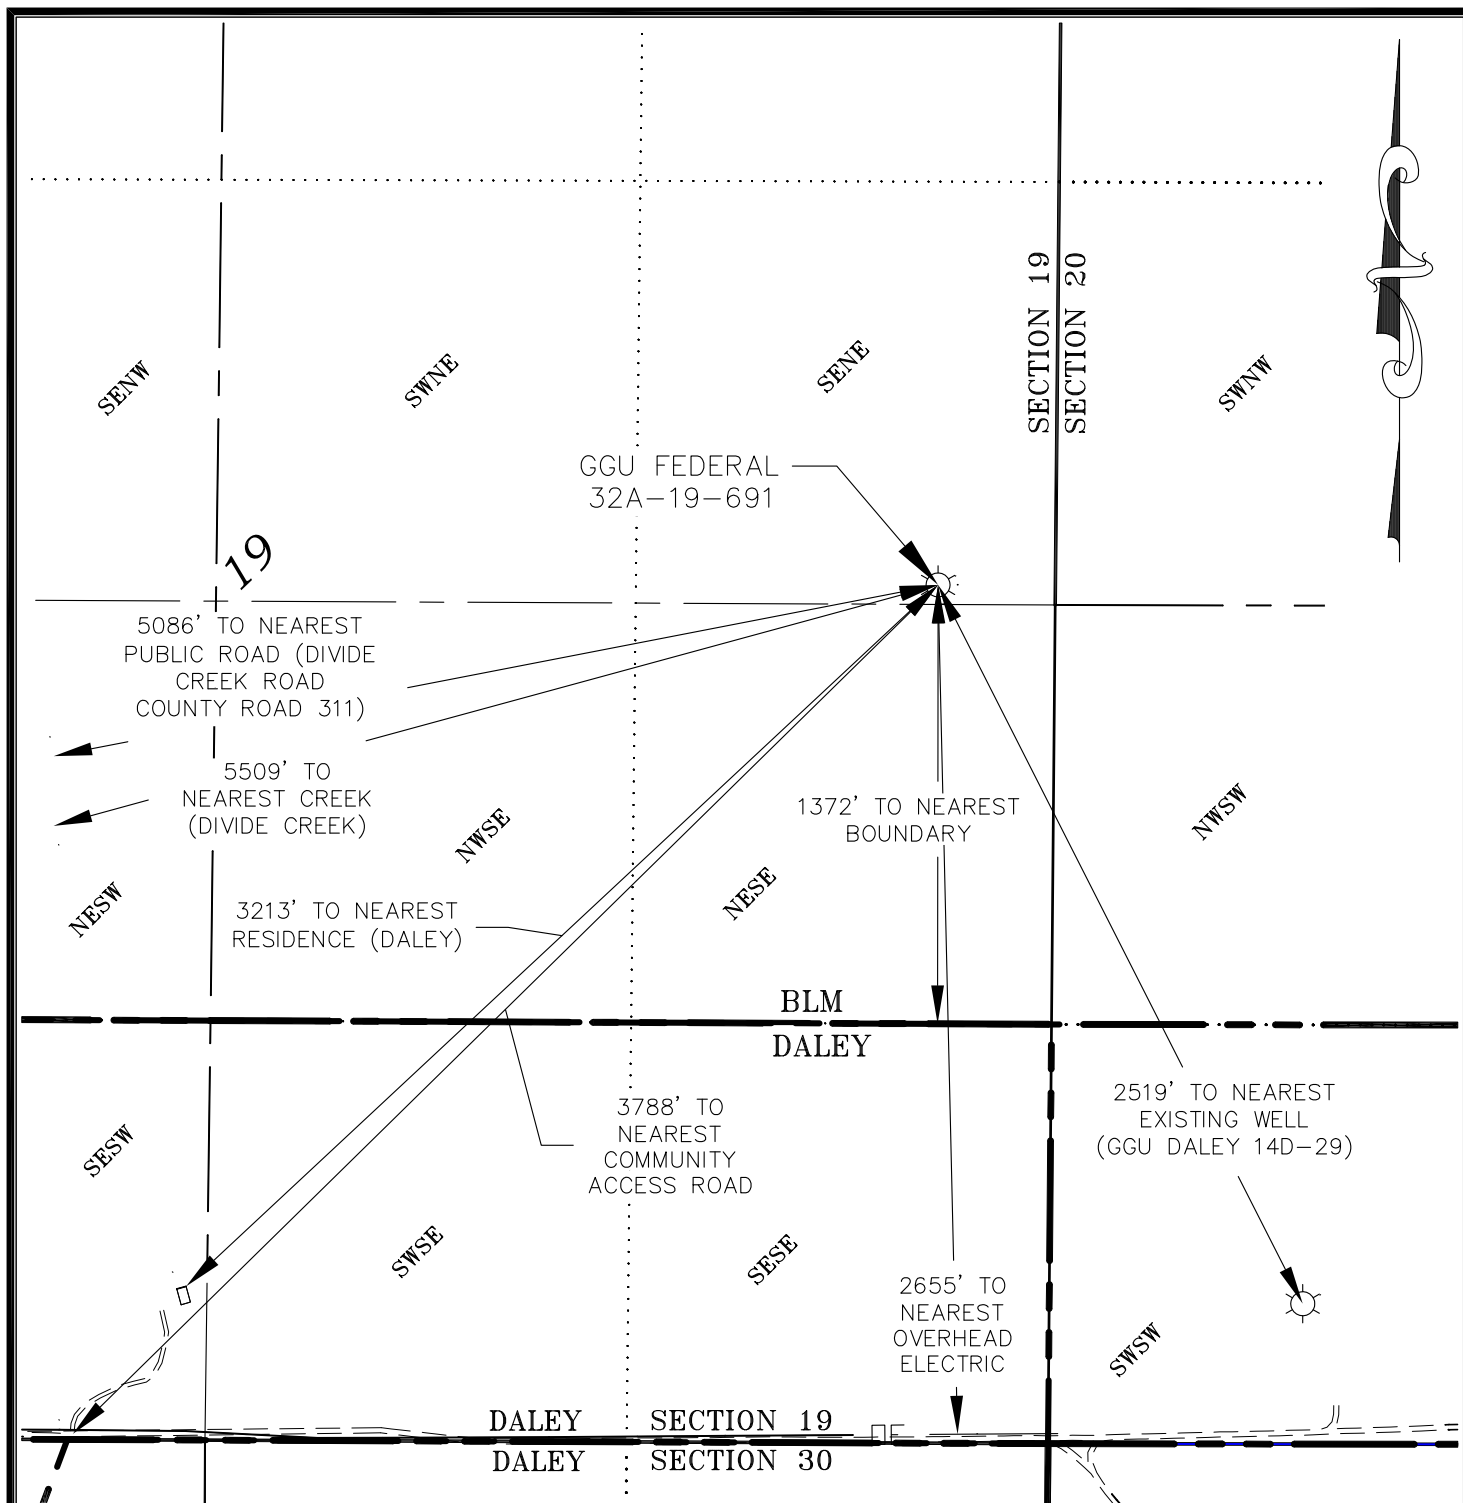 SECTION 19
SECTION 20
SENW
SWNE
SENE
SWNW
GGU FEDERAL
32A-19-691
19
5086' TO NEAREST
PUBLIC ROAD (DIVIDE
CREEK ROAD
COUNTY ROAD 311)
5509' TO
NEAREST CREEK
(DIVIDE CREEK)
1372' TO NEAREST
BOUNDARY
NWSW
NWSE
NESE
NESW
3213' TO NEAREST
RESIDENCE (DALEY)
BLM
DALEY
3788' TO
NEAREST
COMMUNITY
ACCESS ROAD
2519' TO NEAREST
EXISTING WELL
(GGU DALEY 14D-29)
SESW
SWSE
SESE
2655' TO
NEAREST
OVERHEAD
ELECTRIC
SWSW
DALEY SECTION 19
DALEY SECTION 30